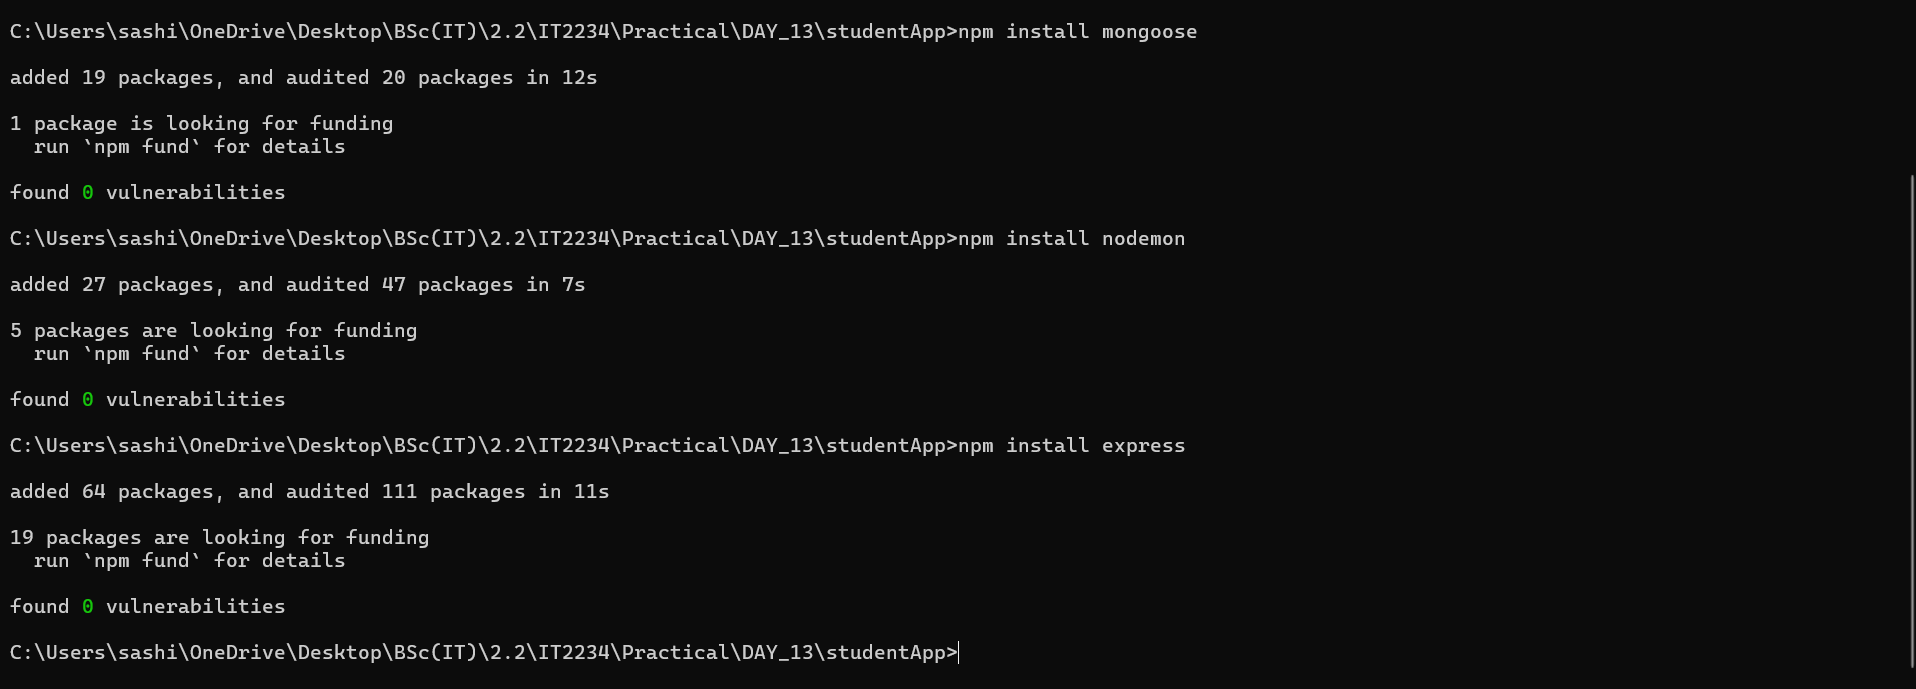 C:\Users\sashi\OneDrive\Desktop\BSc(IT)\2.2\IT2234\Practical\DAY_13\studentApp>npm install mongoose
added 19 packages, and audited 20 packages in 12s
1 package is looking for funding
  run `npm fund` for details
found 0 vulnerabilities
C:\Users\sashi\OneDrive\Desktop\BSc(IT)\2.2\IT2234\Practical\DAY_13\studentApp>npm install nodemon
added 27 packages, and audited 47 packages in 7s
5 packages are looking for funding
  run `npm fund` for details
found 0 vulnerabilities
C:\Users\sashi\OneDrive\Desktop\BSc(IT)\2.2\IT2234\Practical\DAY_13\studentApp>npm install express
added 64 packages, and audited 111 packages in 11s
19 packages are looking for funding
  run `npm fund` for details
found 0 vulnerabilities
C:\Users\sashi\OneDrive\Desktop\BSc(IT)\2.2\IT2234\Practical\DAY_13\studentApp>